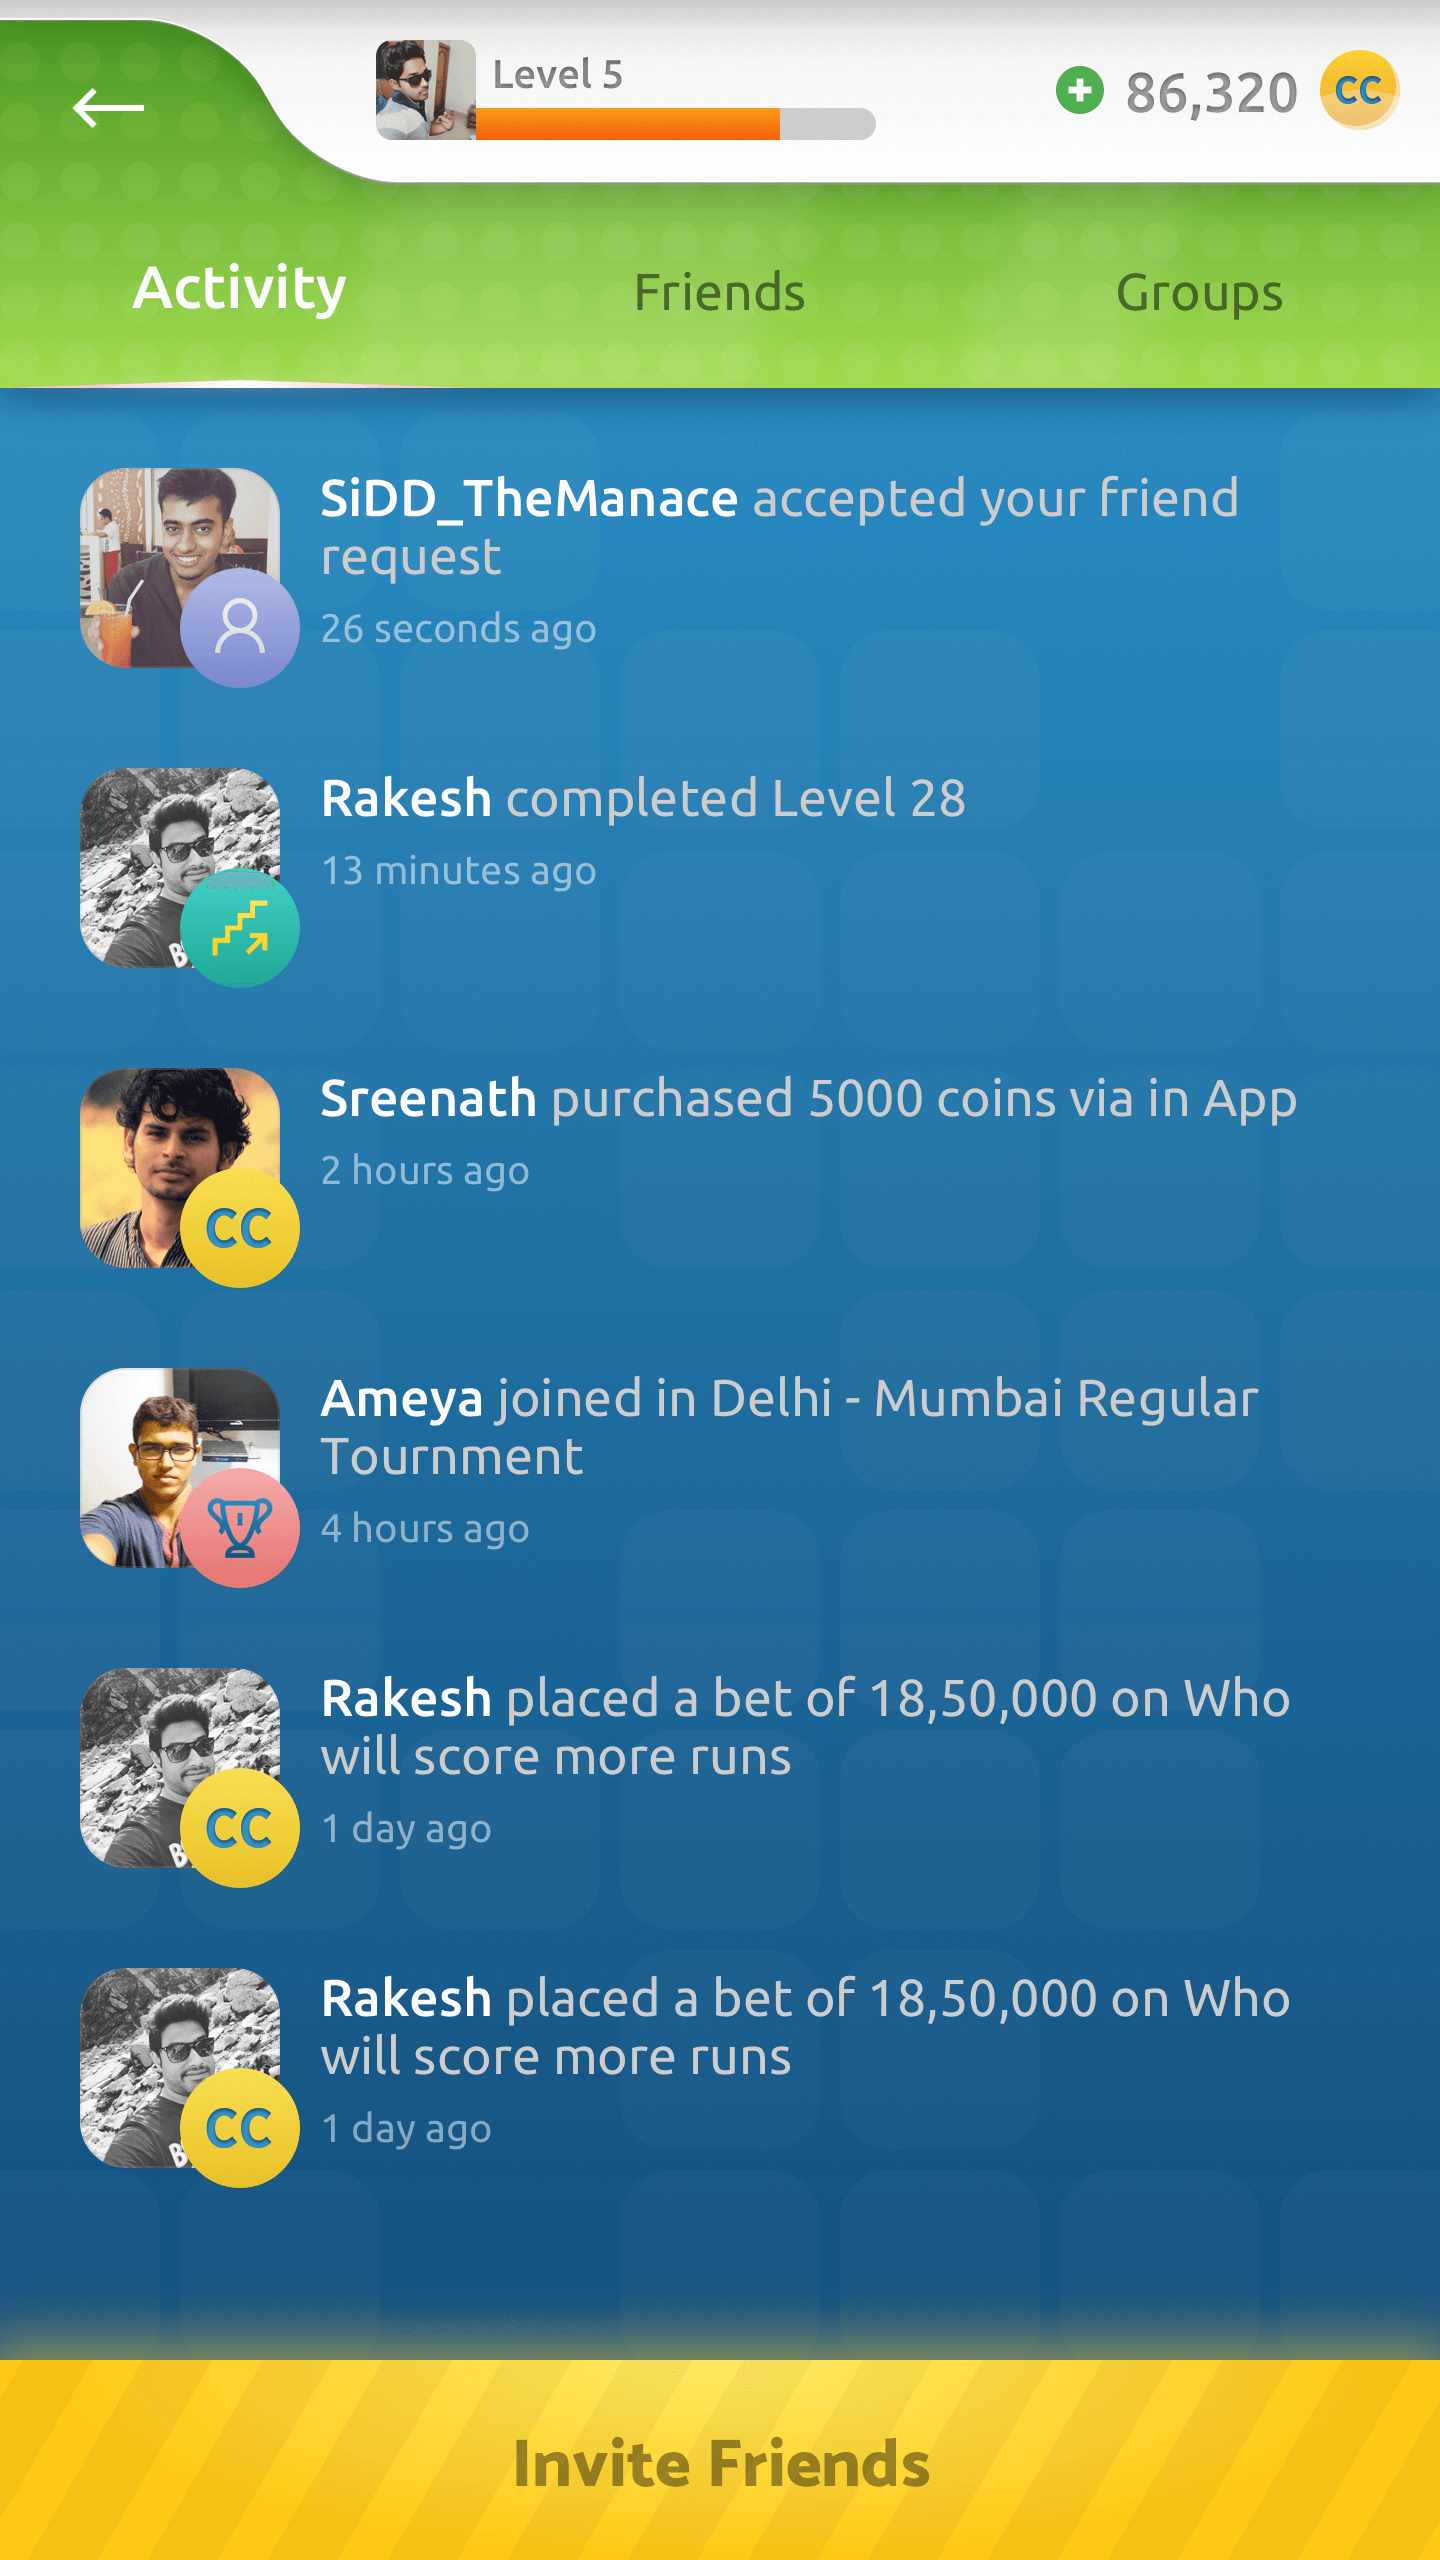 Level 5
86,320 CC
Activity Friends Groups
SiDD_TheManace accepted your friend
request
26 seconds ago
Rakesh completed Level 28
13 minutes ago
Sreenath purchased 5000 coins via in App
2 hours ago
CC
Ameya joined in Delhi - Mumbai Regular
Tournment
4 hours ago
Rakesh placed a bet of 18,50,000 on Who
will score more runs
1 day ago
CC
Rakesh placed a bet of 18,50,000 on Who
will score more runs
1 day ago
CC
Invite Friends